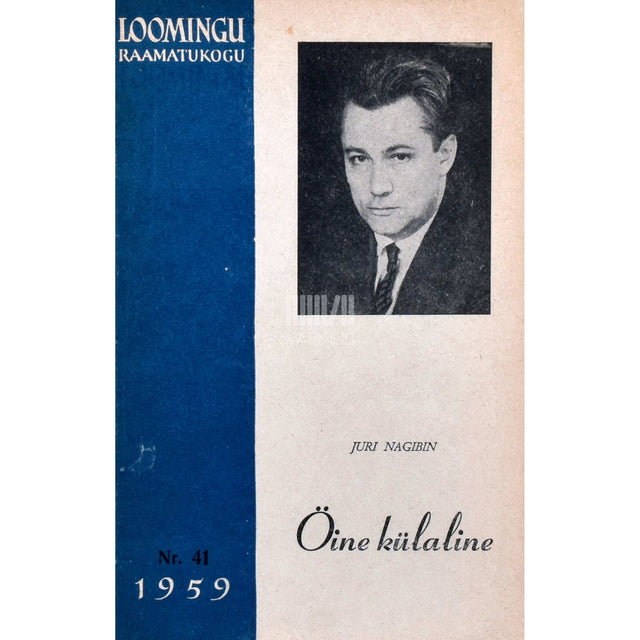 LOOMINGU
RAAMATUKOGU
JURI NAGIBIN
Öine külaline
Nr. 41
1959